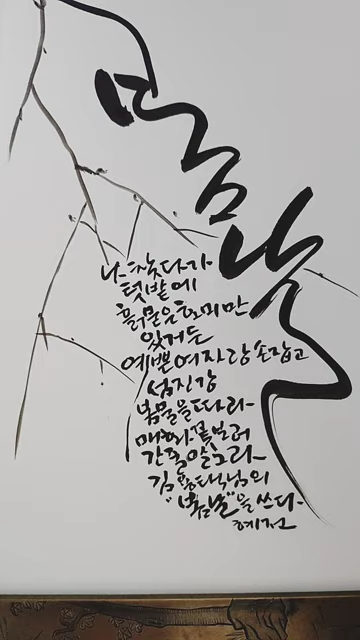 봄날
나 찾다가
텃밭에
흙 묻은 호미만
있거든
예쁜 여자랑 손잡고
섬진강
봄물을 따라
매화꽃 보러
간 줄 알그라
김용택님의
"봄날"을 쓰다
혜전